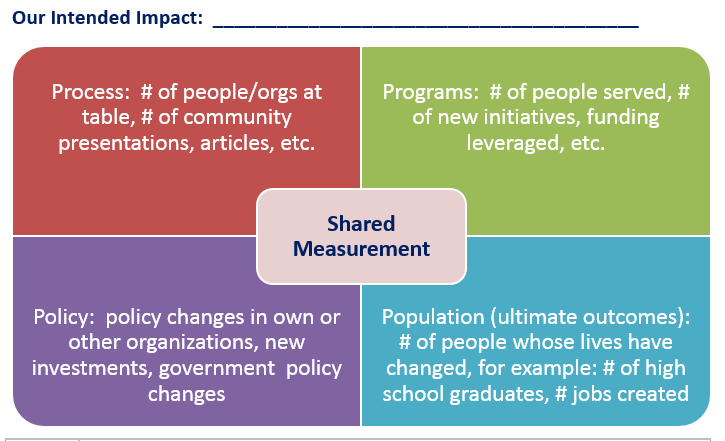 Our Intended Impact: ________________________________________
Process: # of people/orgs at
table, # of community
presentations, articles, etc.
Programs: # of people served, #
of new initiatives, funding
leveraged, etc.
Shared
Measurement
Policy: policy changes in own or
other organizations, new
investments, government policy
changes
Population (ultimate outcomes):
# of people whose lives have
changed, for example: # of high
school graduates, # jobs created